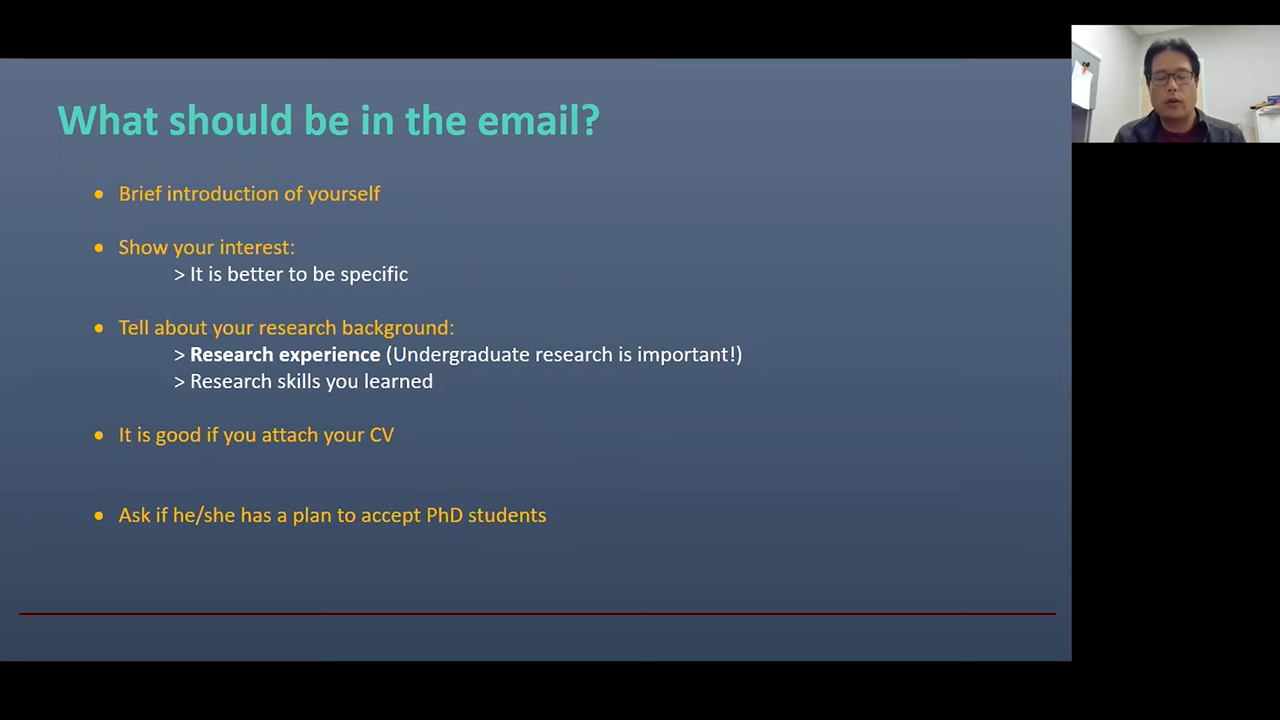 What should be in the email?
• Brief introduction of yourself
• Show your interest:
> It is better to be specific
• Tell about your research background:
> Research experience (Undergraduate research is important!)
> Research skills you learned
• It is good if you attach your CV
• Ask if he/she has a plan to accept PhD students